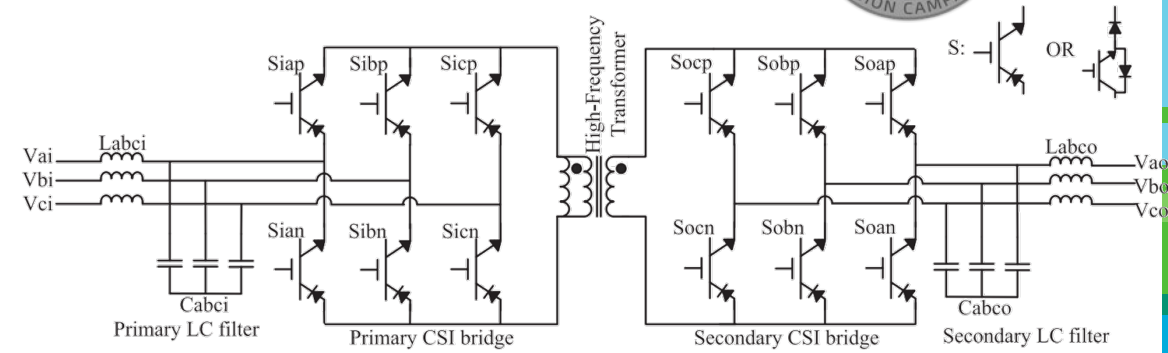 ION CAMP
S:
OR
Siap
Sibp
Sicp
High-Frequency
Transformer
Socp
Sobp
Soap
Labci
Vai
Vbi
Vci
Labco
Vao
Vbo
Vco
Sian
Sibn
Sicn
Socn
Sobn
Soan
Cabci
Primary LC filter
Primary CSI bridge
Secondary CSI bridge
Cabco
Secondary LC filter